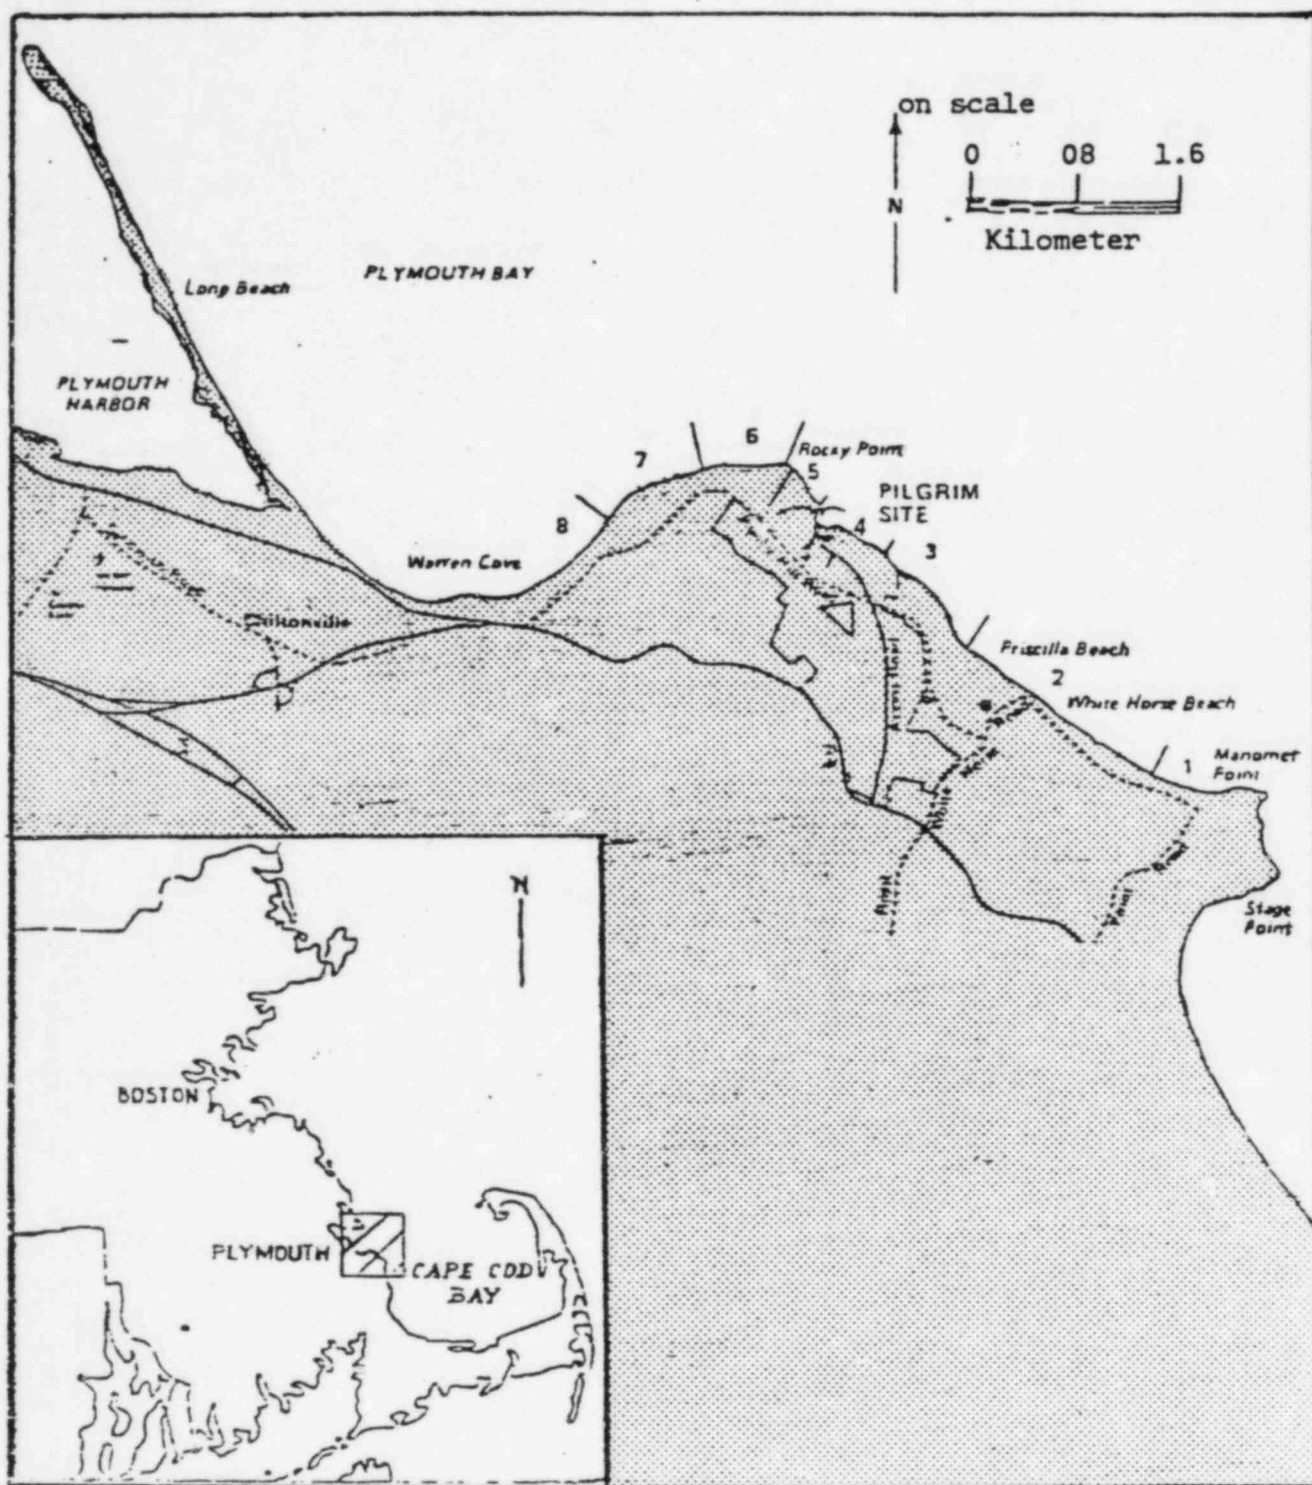 on scale
0 08 1.6
N
Kilometer
Long Beach
PLYMOUTH BAY
PLYMOUTH
HARBOR
6
7
Rocky Point
5
PILGRIM
SITE
8
4
3
Warren Cove
Priscilla Beach
2
White Horse Beach
1
Manomet
Point
Stage
Point
Point
N
BOSTON
PLYMOUTH
CAPE COD
BAY